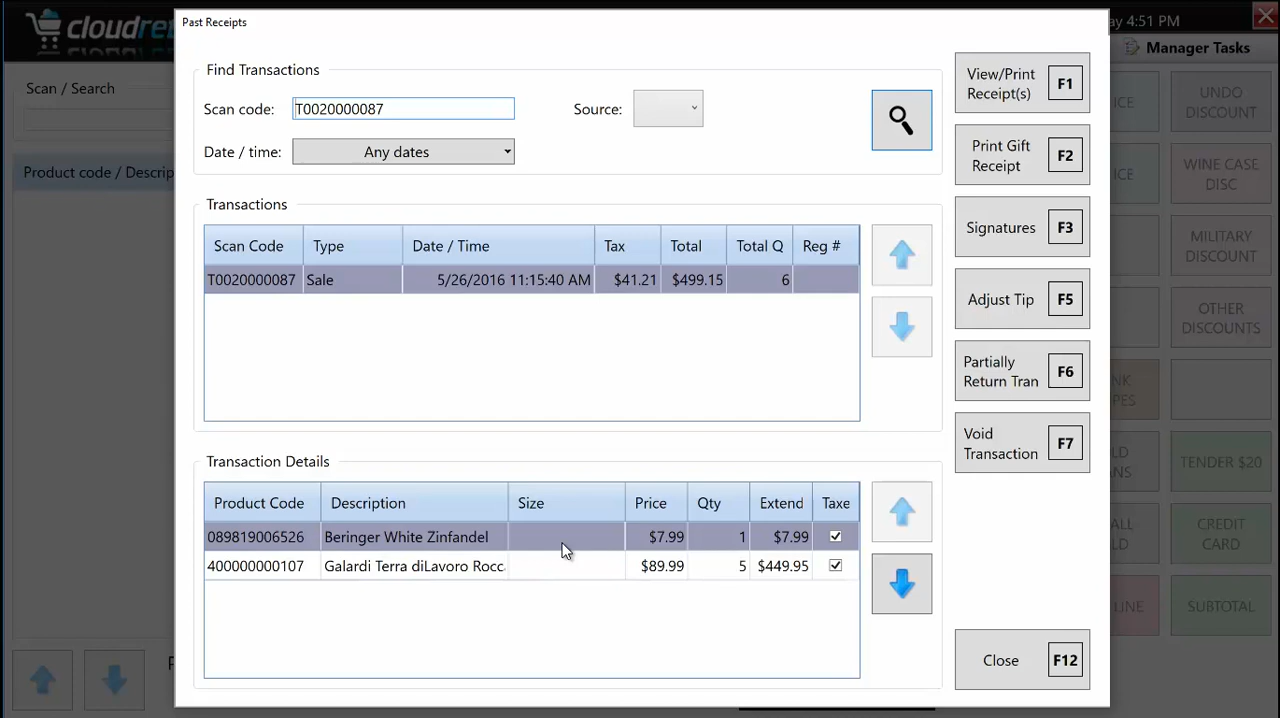 Past Receipts
cloudret
ay 4:51 PM
Manager Tasks
Scan / Search
Product code / Descrip
Find Transactions
Scan code: T0020000087 Source:
Date / time: Any dates
View/Print Receipt(s) F1
Print Gift Receipt F2
Signatures F3
Adjust Tip F5
Partially Return Tran F6
Void Transaction F7
Close F12
Transactions
Scan Code Type Date / Time Tax Total Total Q Reg #
T0020000087 Sale 5/26/2016 11:15:40 AM $41.21 $499.15 6
Transaction Details
Product Code Description Size Price Qty Extend Taxe
089819006526 Beringer White Zinfandel $7.99 1 $7.99
400000000107 Galardi Terra diLavoro Rocc $89.99 5 $449.95
ICE
UNDO DISCOUNT
ICE
WINE CASE DISC
MILITARY DISCOUNT
OTHER DISCOUNTS
TENDER $20
CREDIT CARD
LINE
SUBTOTAL